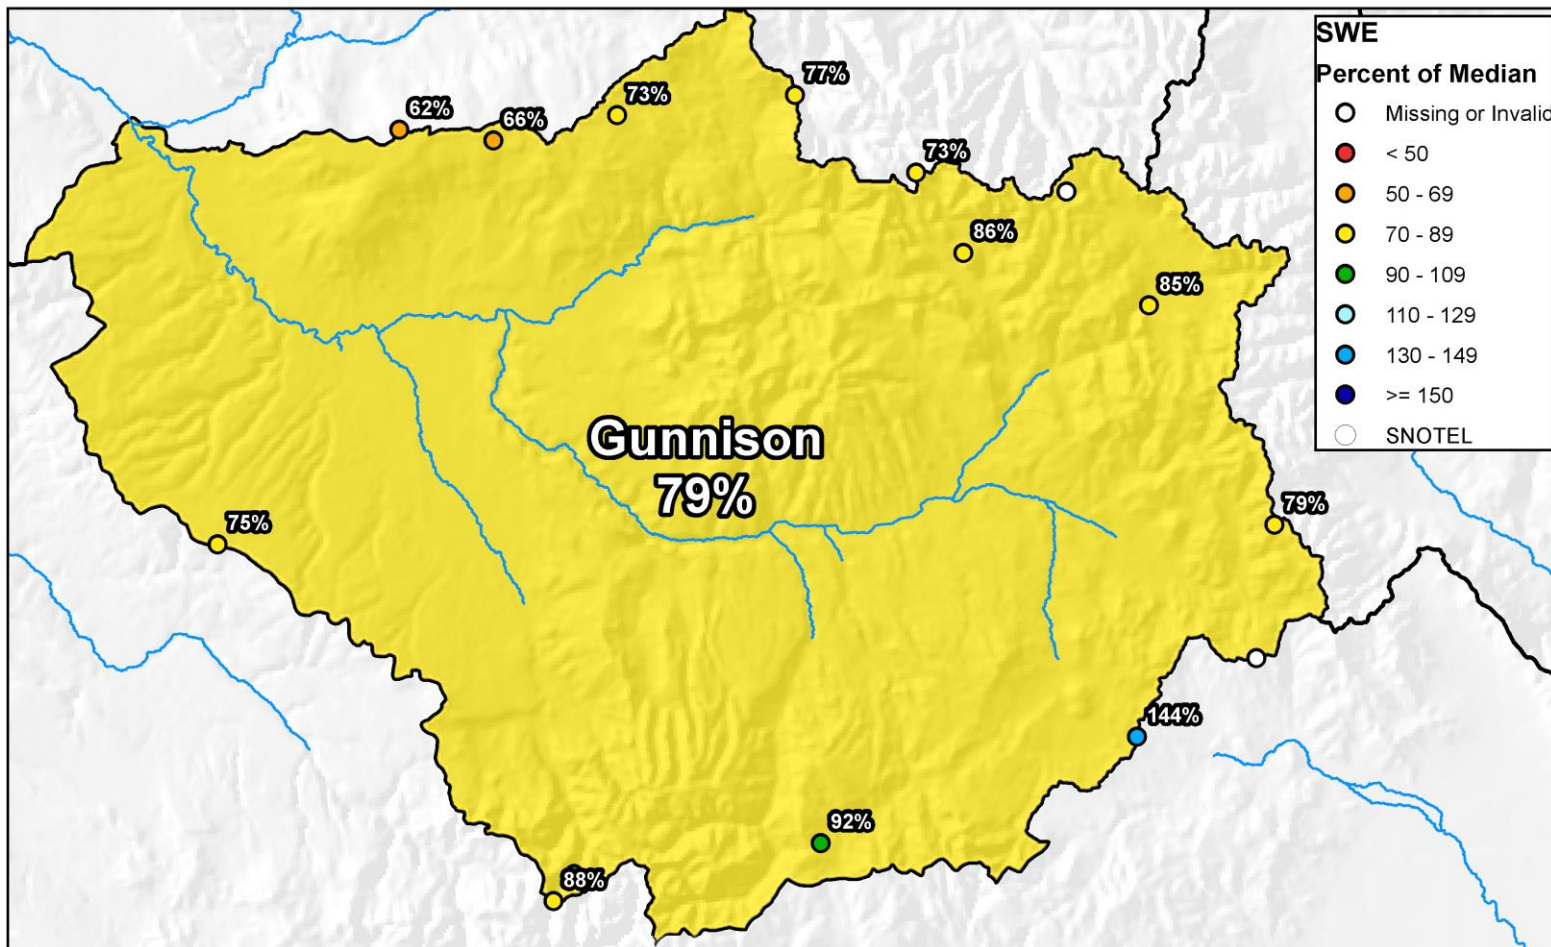 SWE
Percent of Median
Missing or Invalid
< 50
50 - 69
70 - 89
90 - 109
110 - 129
130 - 149
>= 150
SNOTEL
77%
73%
62%
66%
73%
86%
85%
Gunnison
79%
79%
75%
144%
92%
88%